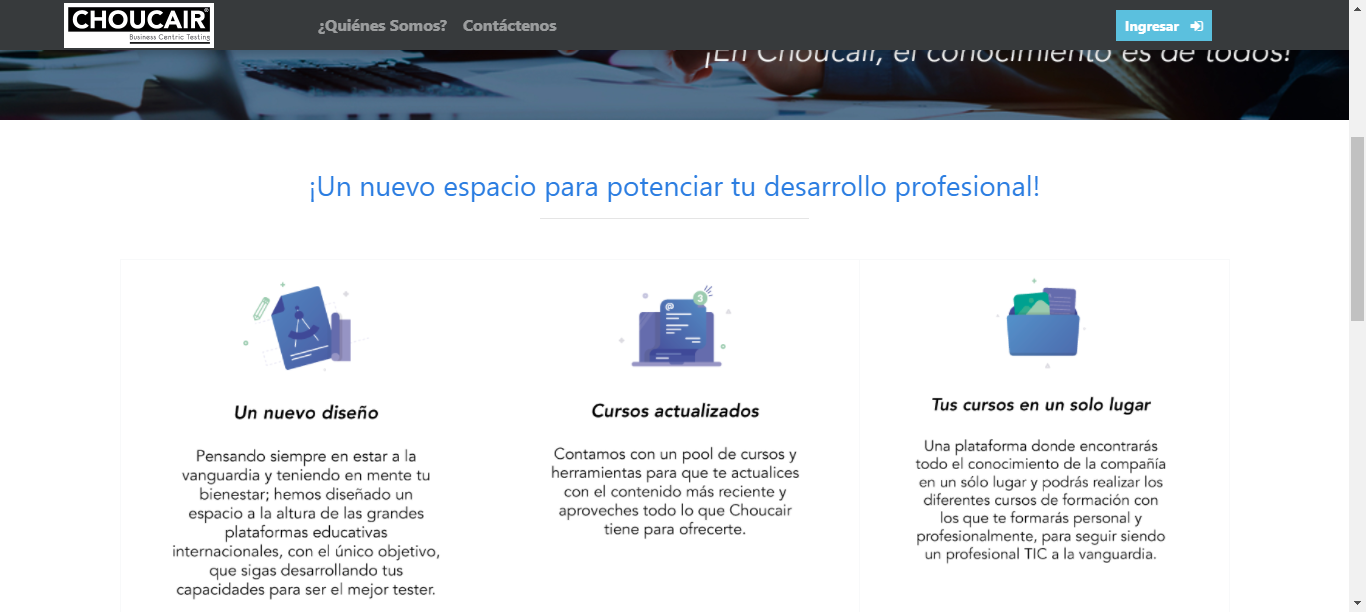 CHOUCAIR®
Business Centric Testing
¿Quiénes Somos?
Contáctenos
Ingresar
¡En Choucair, el conocimiento es de todos!
¡Un nuevo espacio para potenciar tu desarrollo profesional!
Un nuevo diseño
Pensando siempre en estar a la
vanguardia y teniendo en mente tu
bienestar; hemos diseñado un
espacio a la altura de las grandes
plataformas educativas
internacionales, con el único objetivo,
que sigas desarrollando tus
capacidades para ser el mejor tester.
3
Cursos actualizados
Contamos con un pool de cursos y
herramientas para que te actualices
con el contenido más reciente y
aproveches todo lo que Choucair
tiene para ofrecerte.
Tus cursos en un solo lugar
Una plataforma donde encontrarás
todo el conocimiento de la compañía
en un sólo lugar y podrás realizar los
diferentes cursos de formación con
los que te formarás personal y
profesionalmente, para seguir siendo
un profesional TIC a la vanguardia.